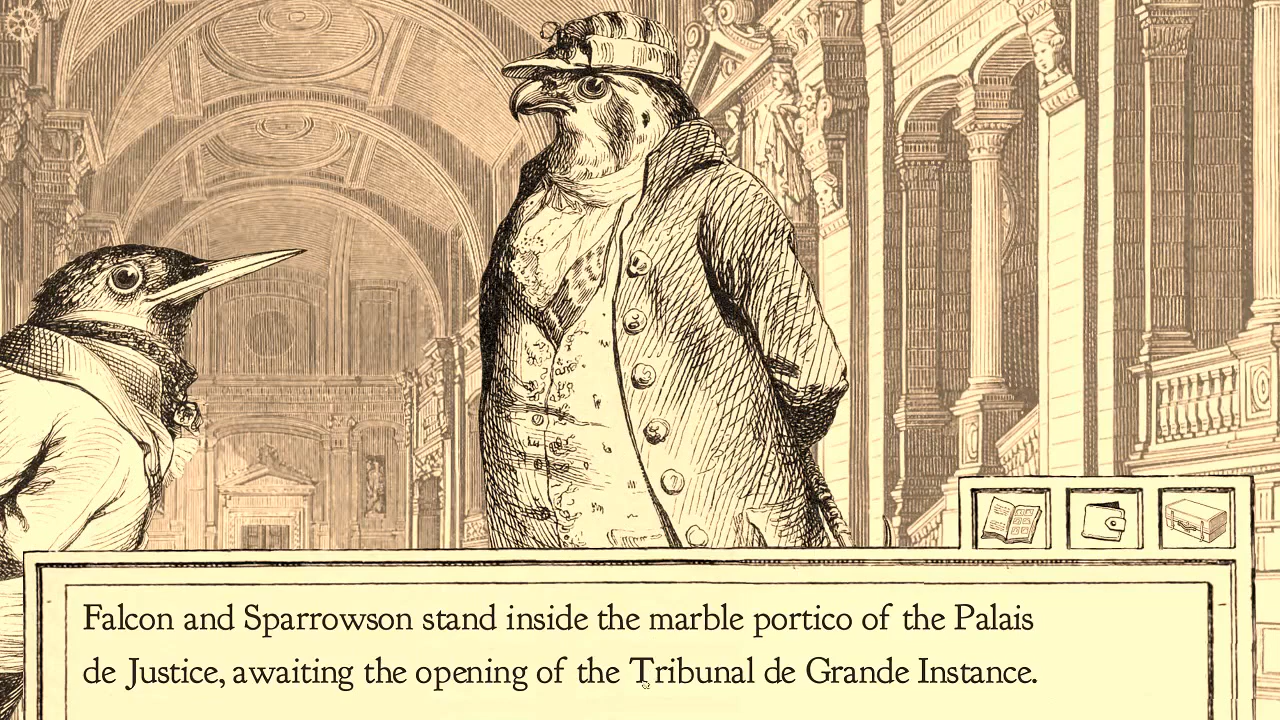 Falcon and Sparrowson stand inside the marble portico of the Palais
de Justice, awaiting the opening of the Tribunal de Grande Instance.